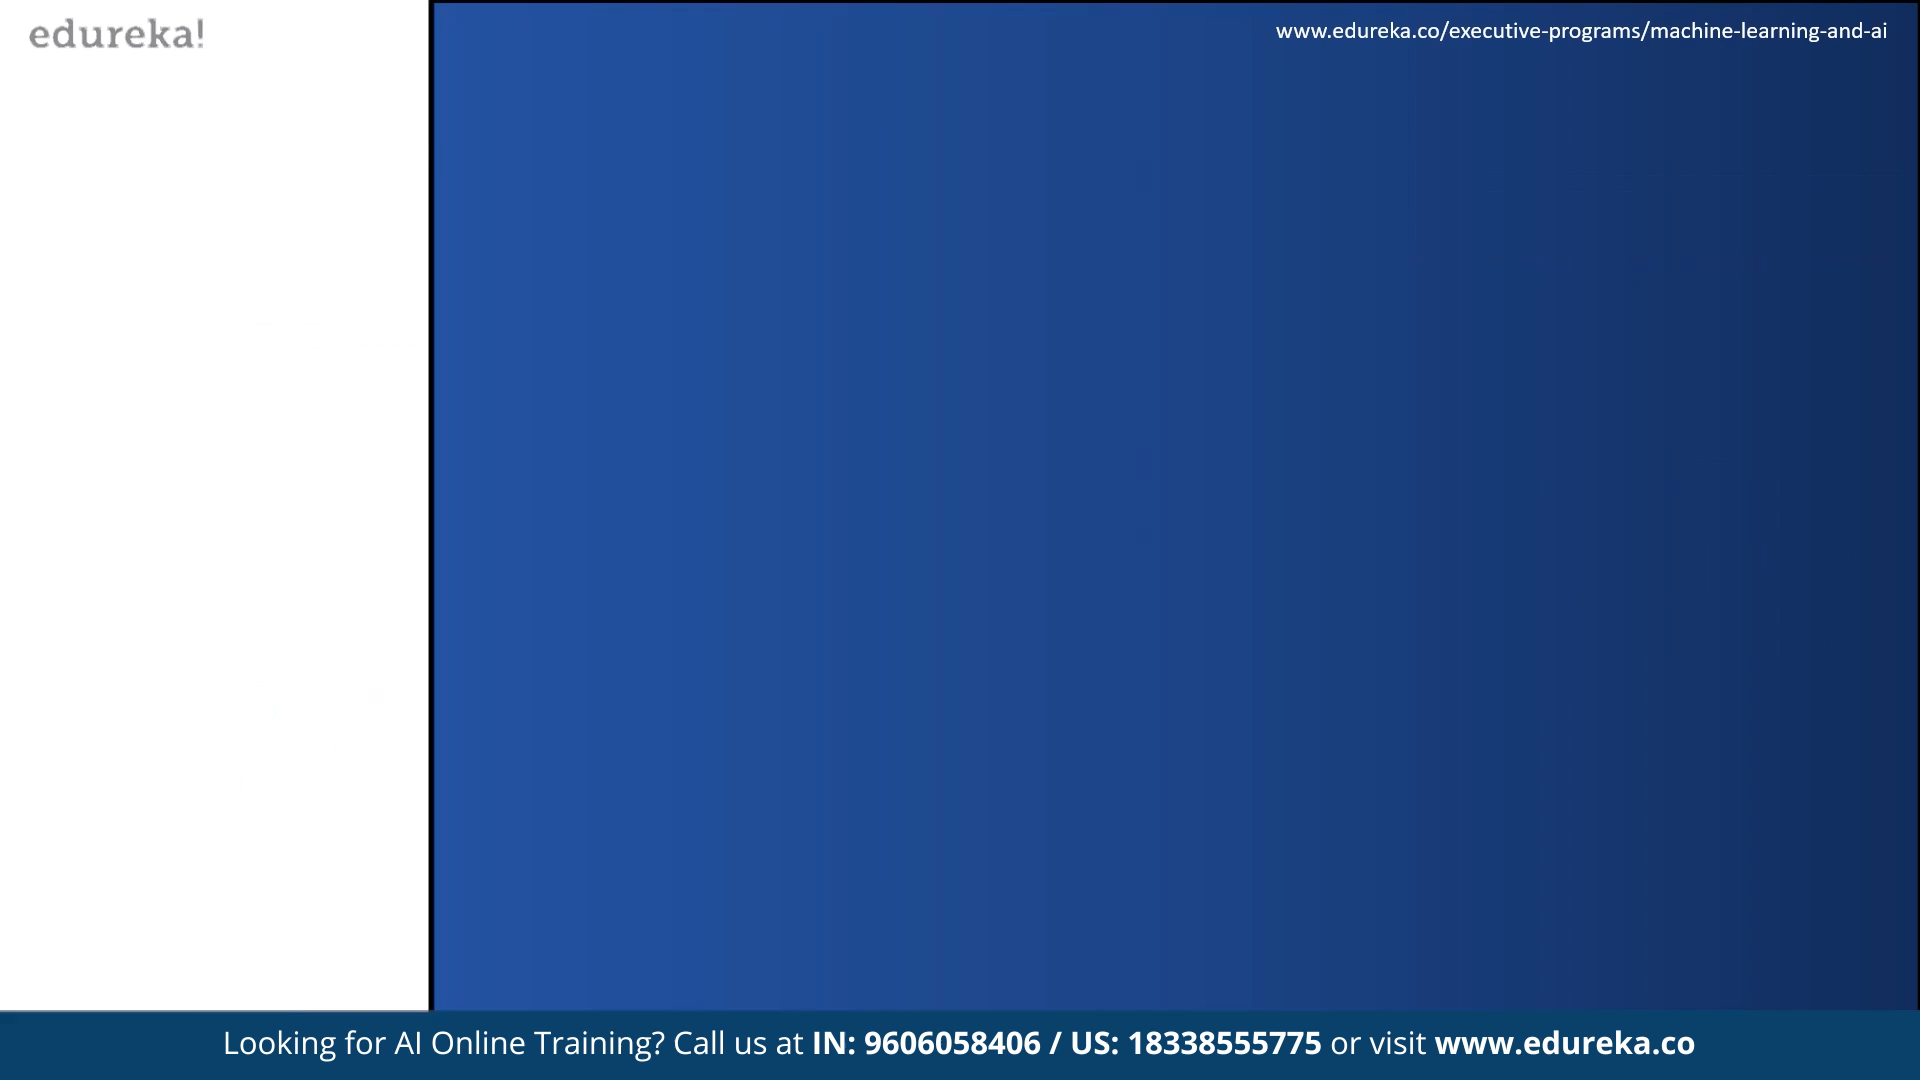 edureka!
www.edureka.co/executive-programs/machine-learning-and-ai
Looking for AI Online Training? Call us at IN: 9606058406 / US: 18338555775 or visit www.edureka.co